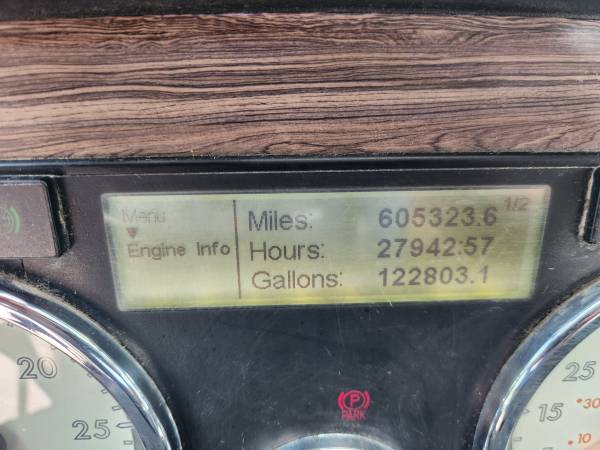 Menu
Engine Info
1/2
Miles: 605323.6
Hours: 27942:57
Gallons: 122803.1
P
PARK
20
25
25
15
30
10